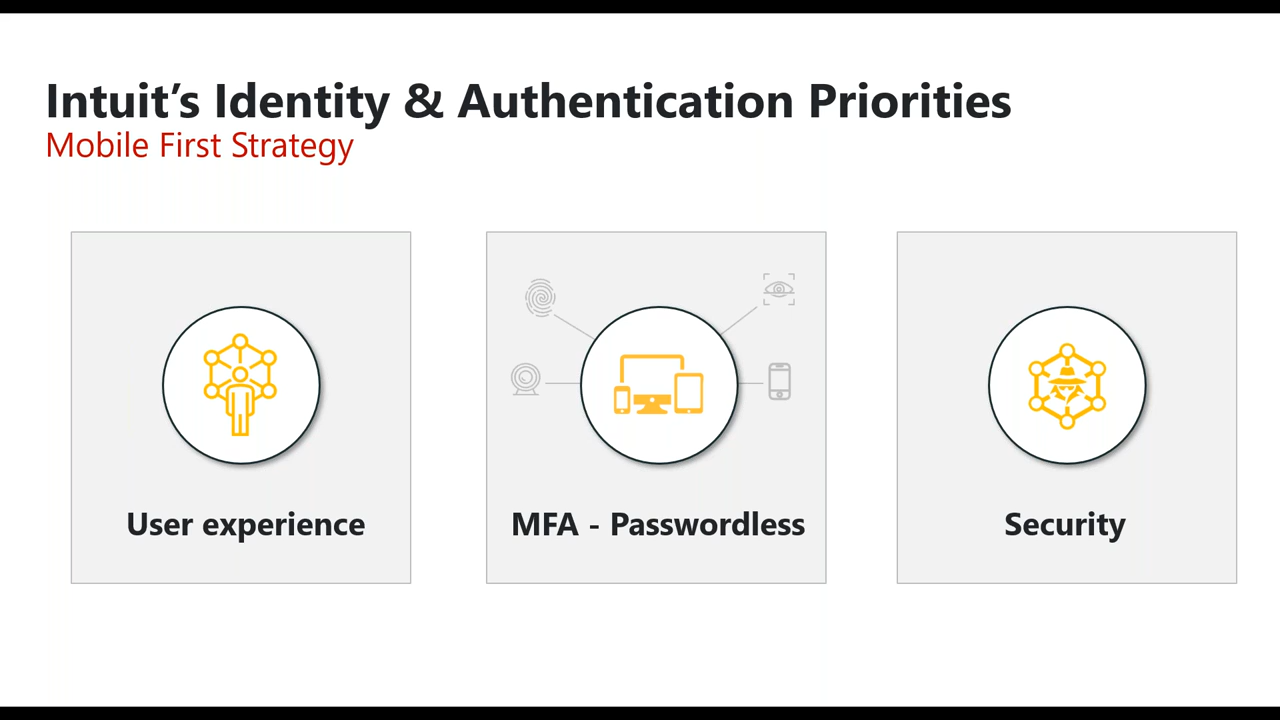 Intuit’s Identity & Authentication Priorities
Mobile First Strategy
User experience
MFA - Passwordless
Security